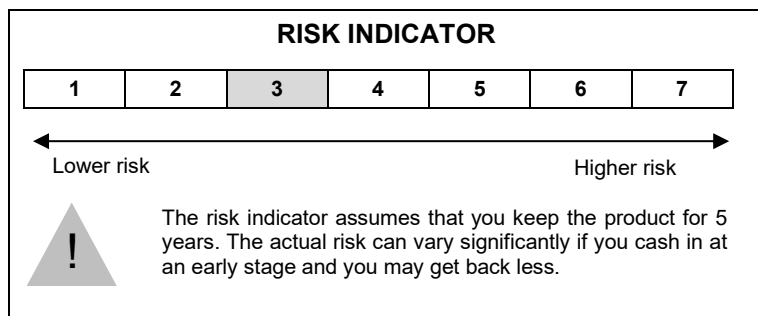 RISK INDICATOR
1 2 3 4 5 6 7
Lower risk Higher risk
! The risk indicator assumes that you keep the product for 5
years. The actual risk can vary significantly if you cash in at
an early stage and you may get back less.